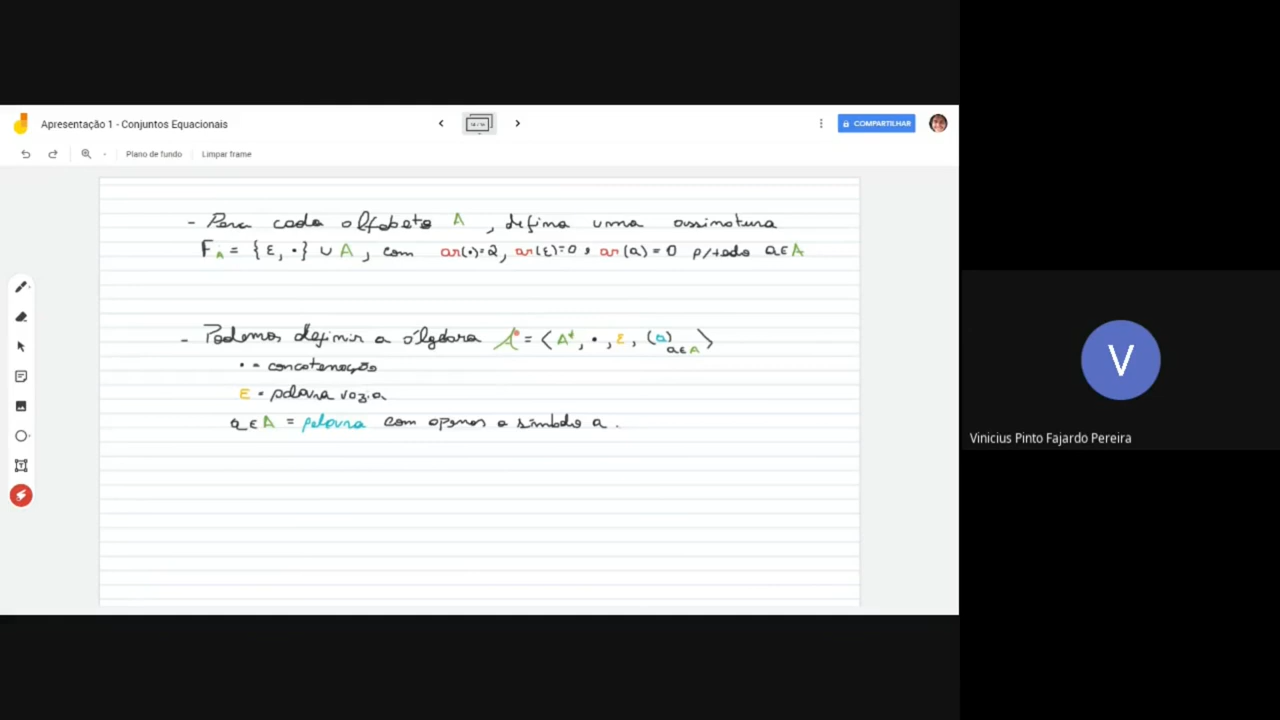 Apresentação 1 - Conjuntos Equacionais
COMPARTILHAR
Plano de fundo
Limpar frame
- Para cada alfabeto A, defina uma assinatura
F_A = {ε, ·} ∪ A, com ar(·)=2, ar(ε)=0, ar(a)=0 p/todo a∈A
- Podemos definir a álgebra 𝒜 = ⟨A*, ·, ε, (a)_{a∈A}⟩
· = concatenação
ε = palavra vazia
a∈A = palavra com apenas o símbolo a.
V
Vinicius Pinto Fajardo Pereira